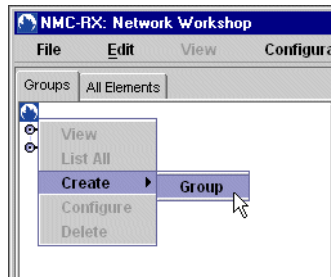 NMC-RX: Network Workshop
File Edit View Configura
Groups All Elements
View
List All
Create Group
Configure
Delete